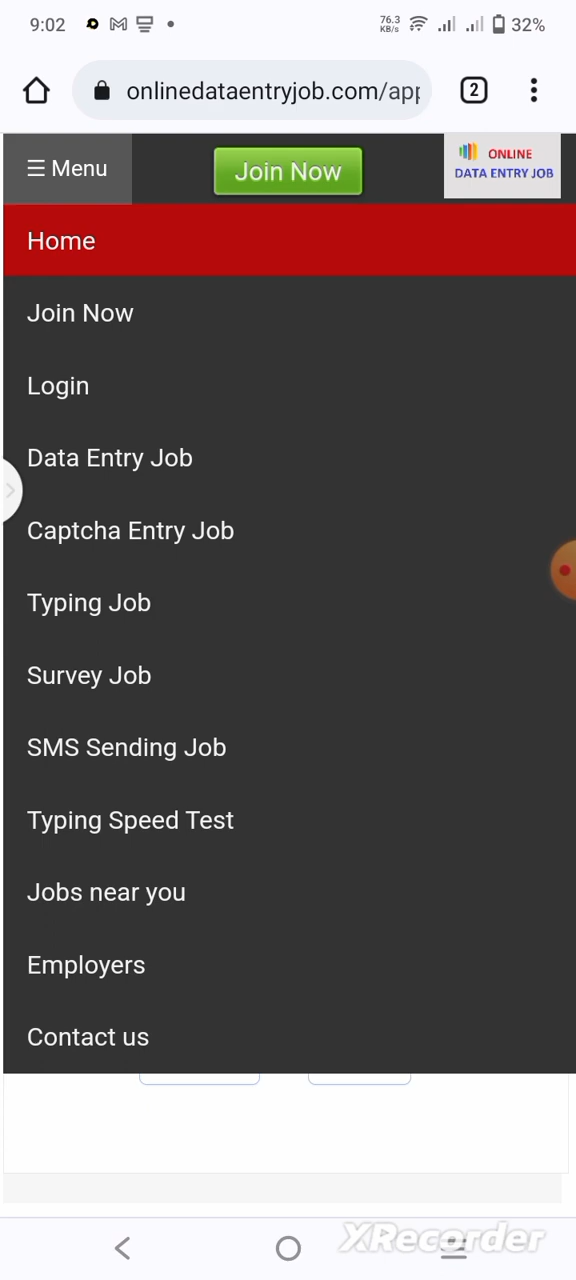 9:02 76.3 KB/s 32%
onlinedataentryjob.com/app 2
☰ Menu Join Now ONLINE DATA ENTRY JOB
Home
Join Now
Login
Data Entry Job
Captcha Entry Job
Typing Job
Survey Job
SMS Sending Job
Typing Speed Test
Jobs near you
Employers
Contact us
XRecorder